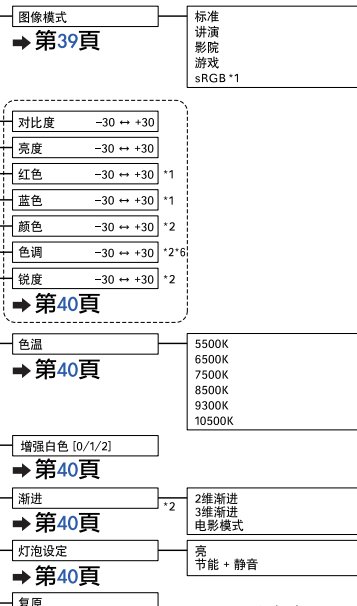 图像模式
➡ 第39頁
标准
讲演
影院
游戏
sRGB *1
对比度 −30 ↔ +30
亮度 −30 ↔ +30
红色 −30 ↔ +30 *1
蓝色 −30 ↔ +30 *1
颜色 −30 ↔ +30 *2
色调 −30 ↔ +30 *2*6
锐度 −30 ↔ +30 *2
➡ 第40頁
色温
➡ 第40頁
5500K
6500K
7500K
8500K
9300K
10500K
增强白色 [0/1/2]
➡ 第40頁
渐进 *2
➡ 第40頁
2维渐进
3维渐进
电影模式
灯泡设定
➡ 第40頁
亮
节能 + 静音
复原